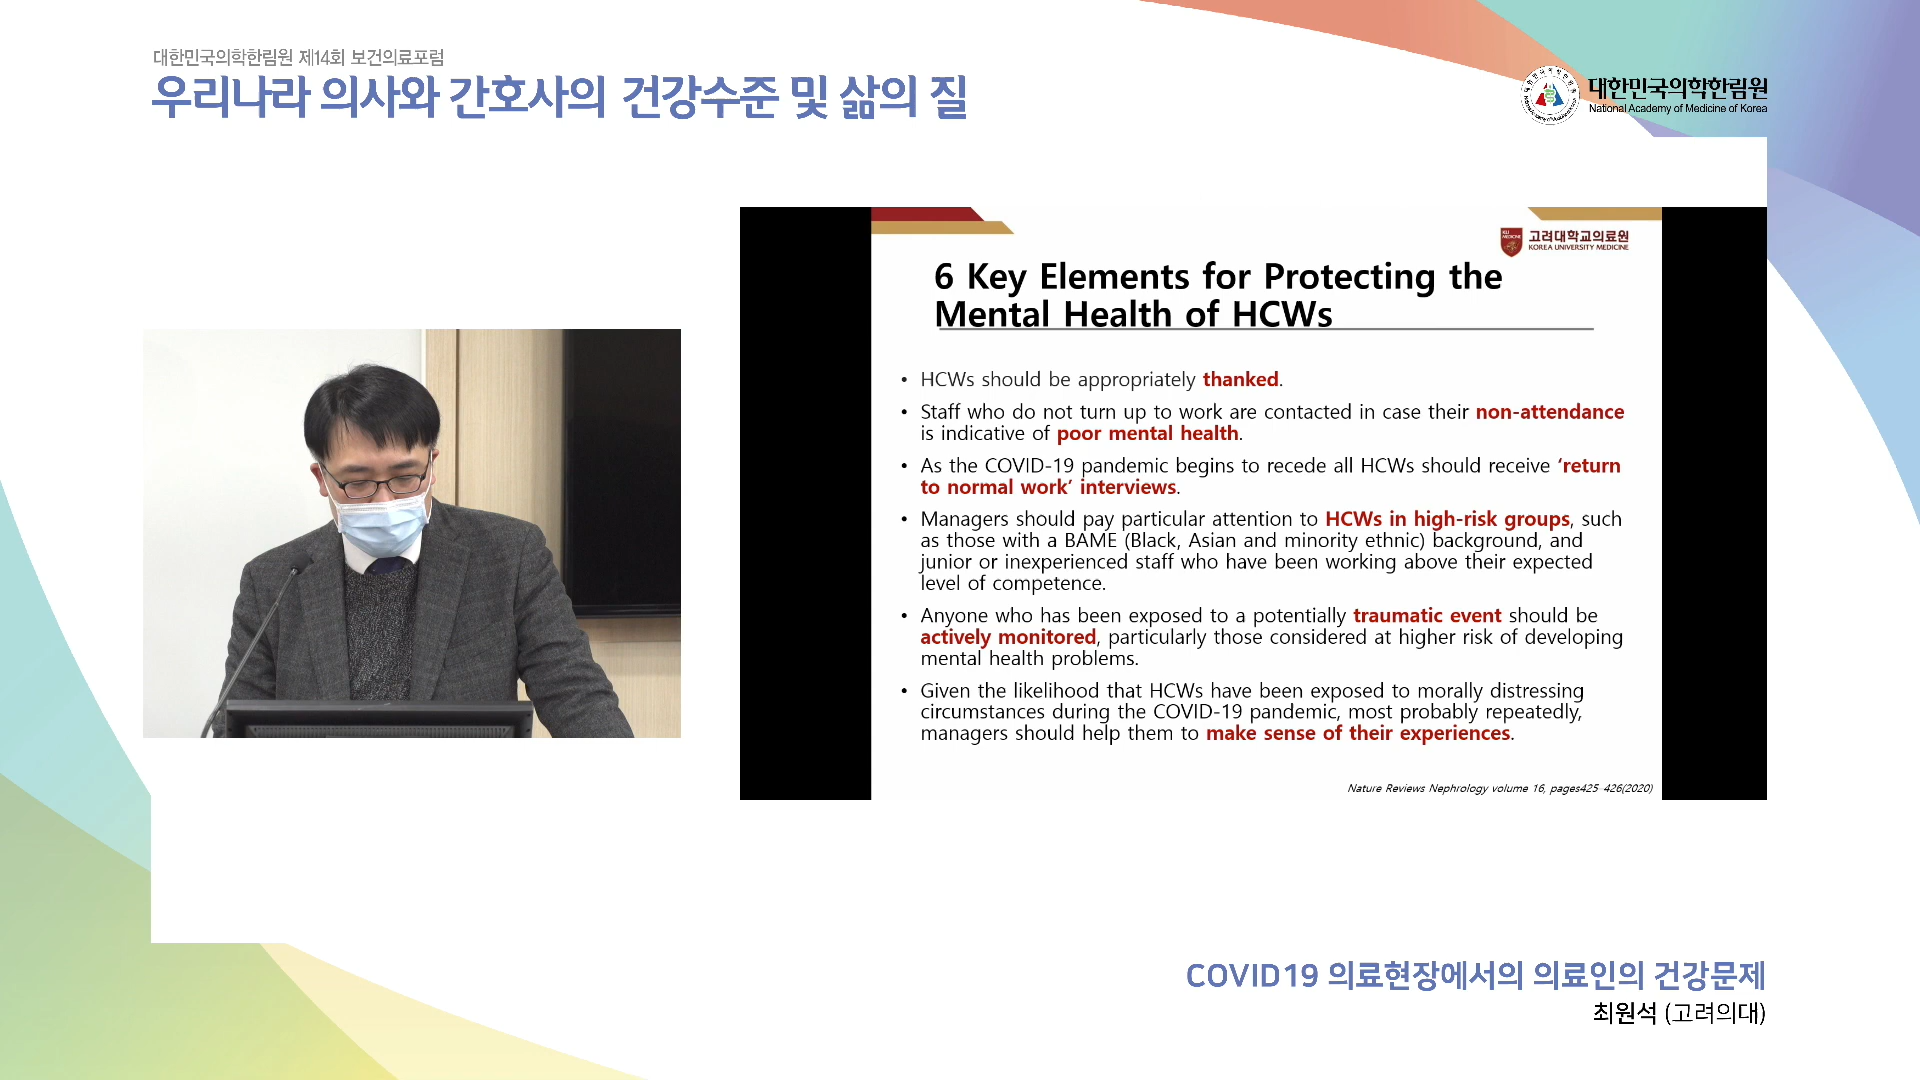 대한민국의학한림원 제14회 보건의료포럼
우리나라 의사와 간호사의 건강수준 및 삶의 질
대한민국의학한림원
National Academy of Medicine of Korea
고려대학교의료원
KOREA UNIVERSITY MEDICINE
6 Key Elements for Protecting the
Mental Health of HCWs
• HCWs should be appropriately thanked.
• Staff who do not turn up to work are contacted in case their non-attendance
is indicative of poor mental health.
• As the COVID-19 pandemic begins to recede all HCWs should receive ‘return
to normal work’ interviews.
• Managers should pay particular attention to HCWs in high-risk groups, such
as those with a BAME (Black, Asian and minority ethnic) background, and
junior or inexperienced staff who have been working above their expected
level of competence.
• Anyone who has been exposed to a potentially traumatic event should be
actively monitored, particularly those considered at higher risk of developing
mental health problems.
• Given the likelihood that HCWs have been exposed to morally distressing
circumstances during the COVID-19 pandemic, most probably repeatedly,
managers should help them to make sense of their experiences.
Nature Reviews Nephrology volume 16, pages425–426(2020)
COVID19 의료현장에서의 의료인의 건강문제
최원석 (고려의대)